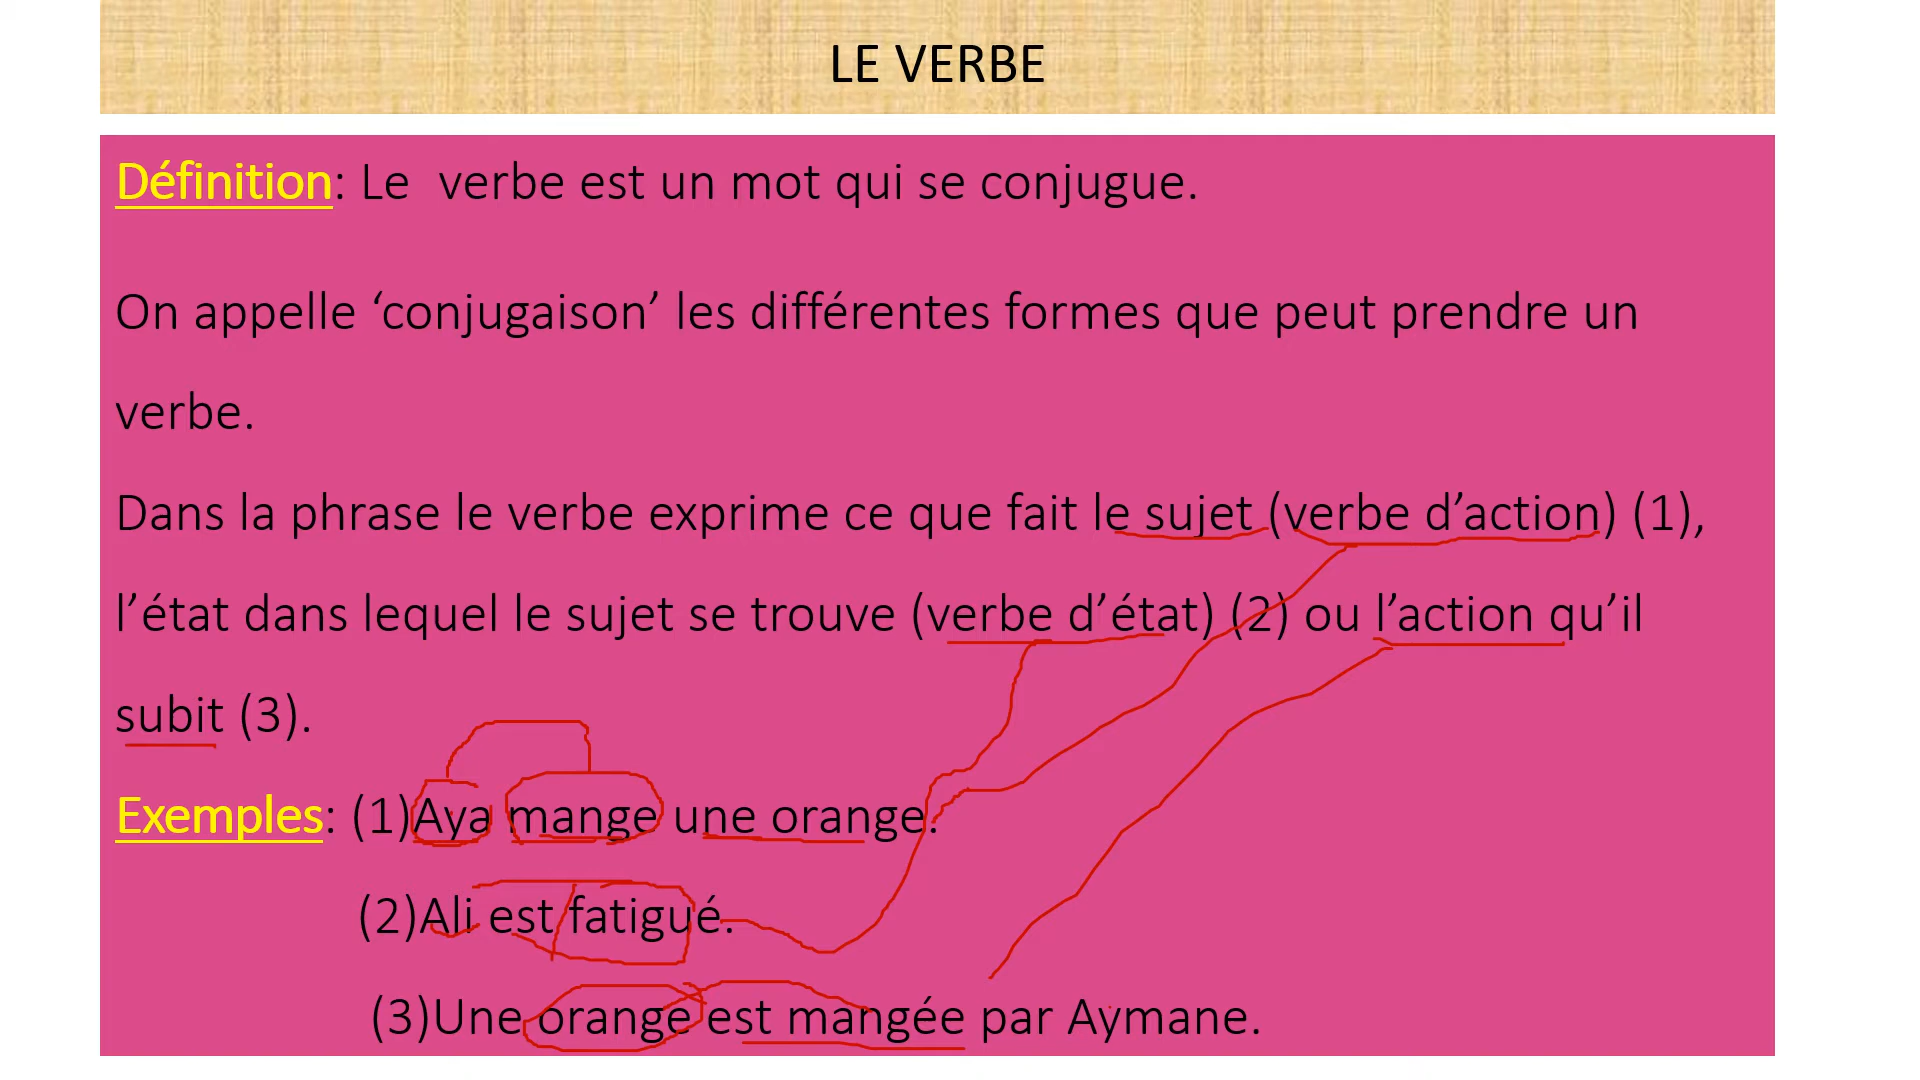 LE VERBE
Définition: Le verbe est un mot qui se conjugue.
On appelle ‘conjugaison’ les différentes formes que peut prendre un
verbe.
Dans la phrase le verbe exprime ce que fait le sujet (verbe d’action) (1),
l’état dans lequel le sujet se trouve (verbe d’état) (2) ou l’action qu’il
subit (3).
Exemples: (1)Aya mange une orange.
(2)Ali est fatigué.
(3)Une orange est mangée par Aymane.